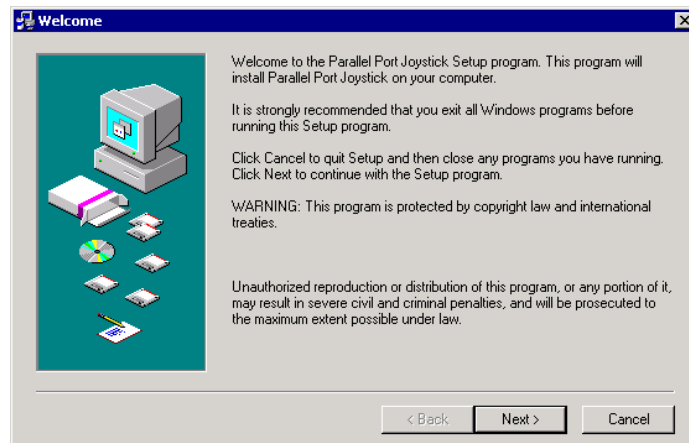 Welcome
Welcome to the Parallel Port Joystick Setup program. This program will
install Parallel Port Joystick on your computer.
It is strongly recommended that you exit all Windows programs before
running this Setup program.
Click Cancel to quit Setup and then close any programs you have running.
Click Next to continue with the Setup program.
WARNING: This program is protected by copyright law and international
treaties.
Unauthorized reproduction or distribution of this program, or any portion of it,
may result in severe civil and criminal penalties, and will be prosecuted to
the maximum extent possible under law.
< Back
Next >
Cancel